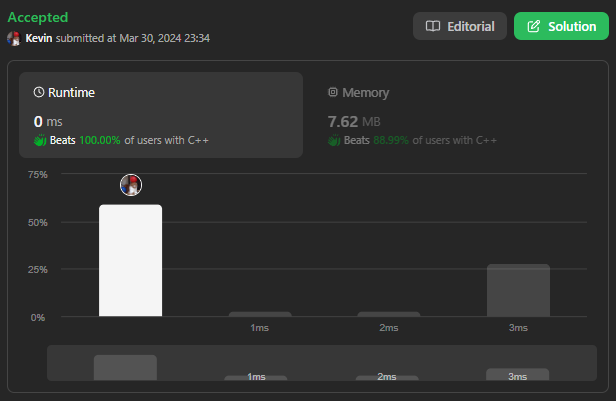 Accepted
Editorial
Solution
Kevin submitted at Mar 30, 2024 23:34
Runtime
Memory
0 ms
7.62 MB
Beats 100.00% of users with C++
Beats 88.99% of users with C++
75%
50%
25%
0%
1ms
2ms
3ms
1ms
2ms
3ms